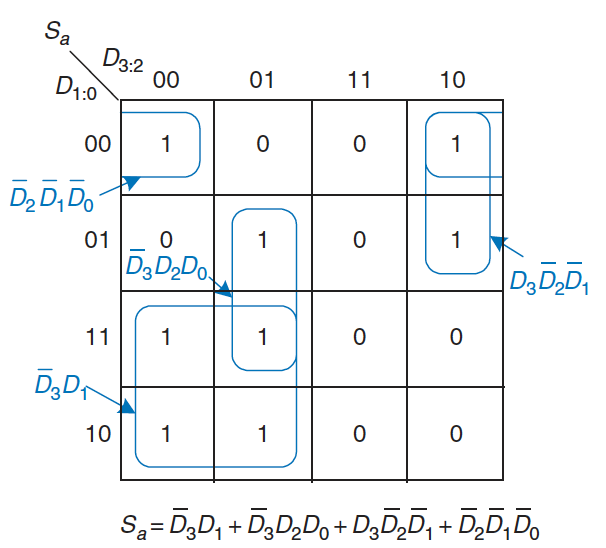 Sₐ
D₃:₂
D₁:₀
00 01 11 10
00 1 0 0 1
D̅₂ D̅₁ D̅₀
01 0 1 0 1
D̅₃D₂D₀
D₃D̅₂D̅₁
11 1 1 0 0
D̅₃D₁
10 1 1 0 0
Sₐ = D̅₃D₁ + D̅₃D₂D₀ + D₃D̅₂D̅₁ + D̅₂D̅₁D̅₀